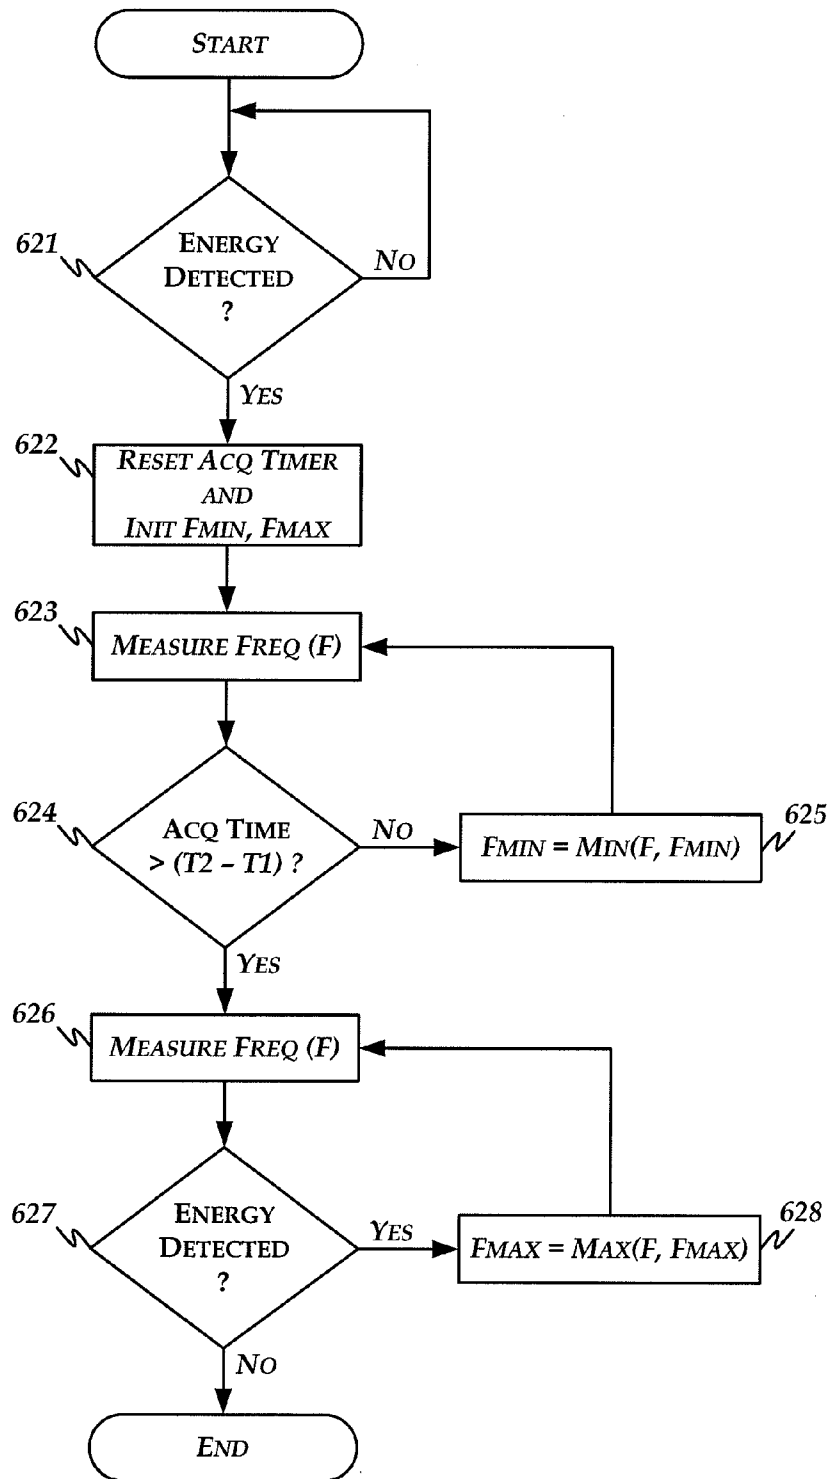 START
621
ENERGY
DETECTED
?
NO
YES
622
RESET ACQ TIMER
AND
INIT FMIN, FMAX
623
MEASURE FREQ (F)
624
ACQ TIME
> (T2 – T1) ?
NO
FMIN = MIN(F, FMIN)
625
YES
626
MEASURE FREQ (F)
627
ENERGY
DETECTED
?
YES
FMAX = MAX(F, FMAX)
628
NO
END